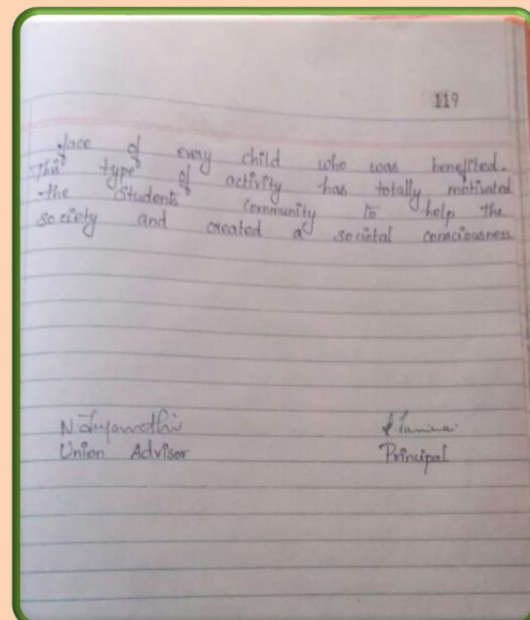 119
face of every child who was benefited.
This type of activity has totally motivated
the Students community to help the
society and created a societal consciousness
Union Advisor
Principal